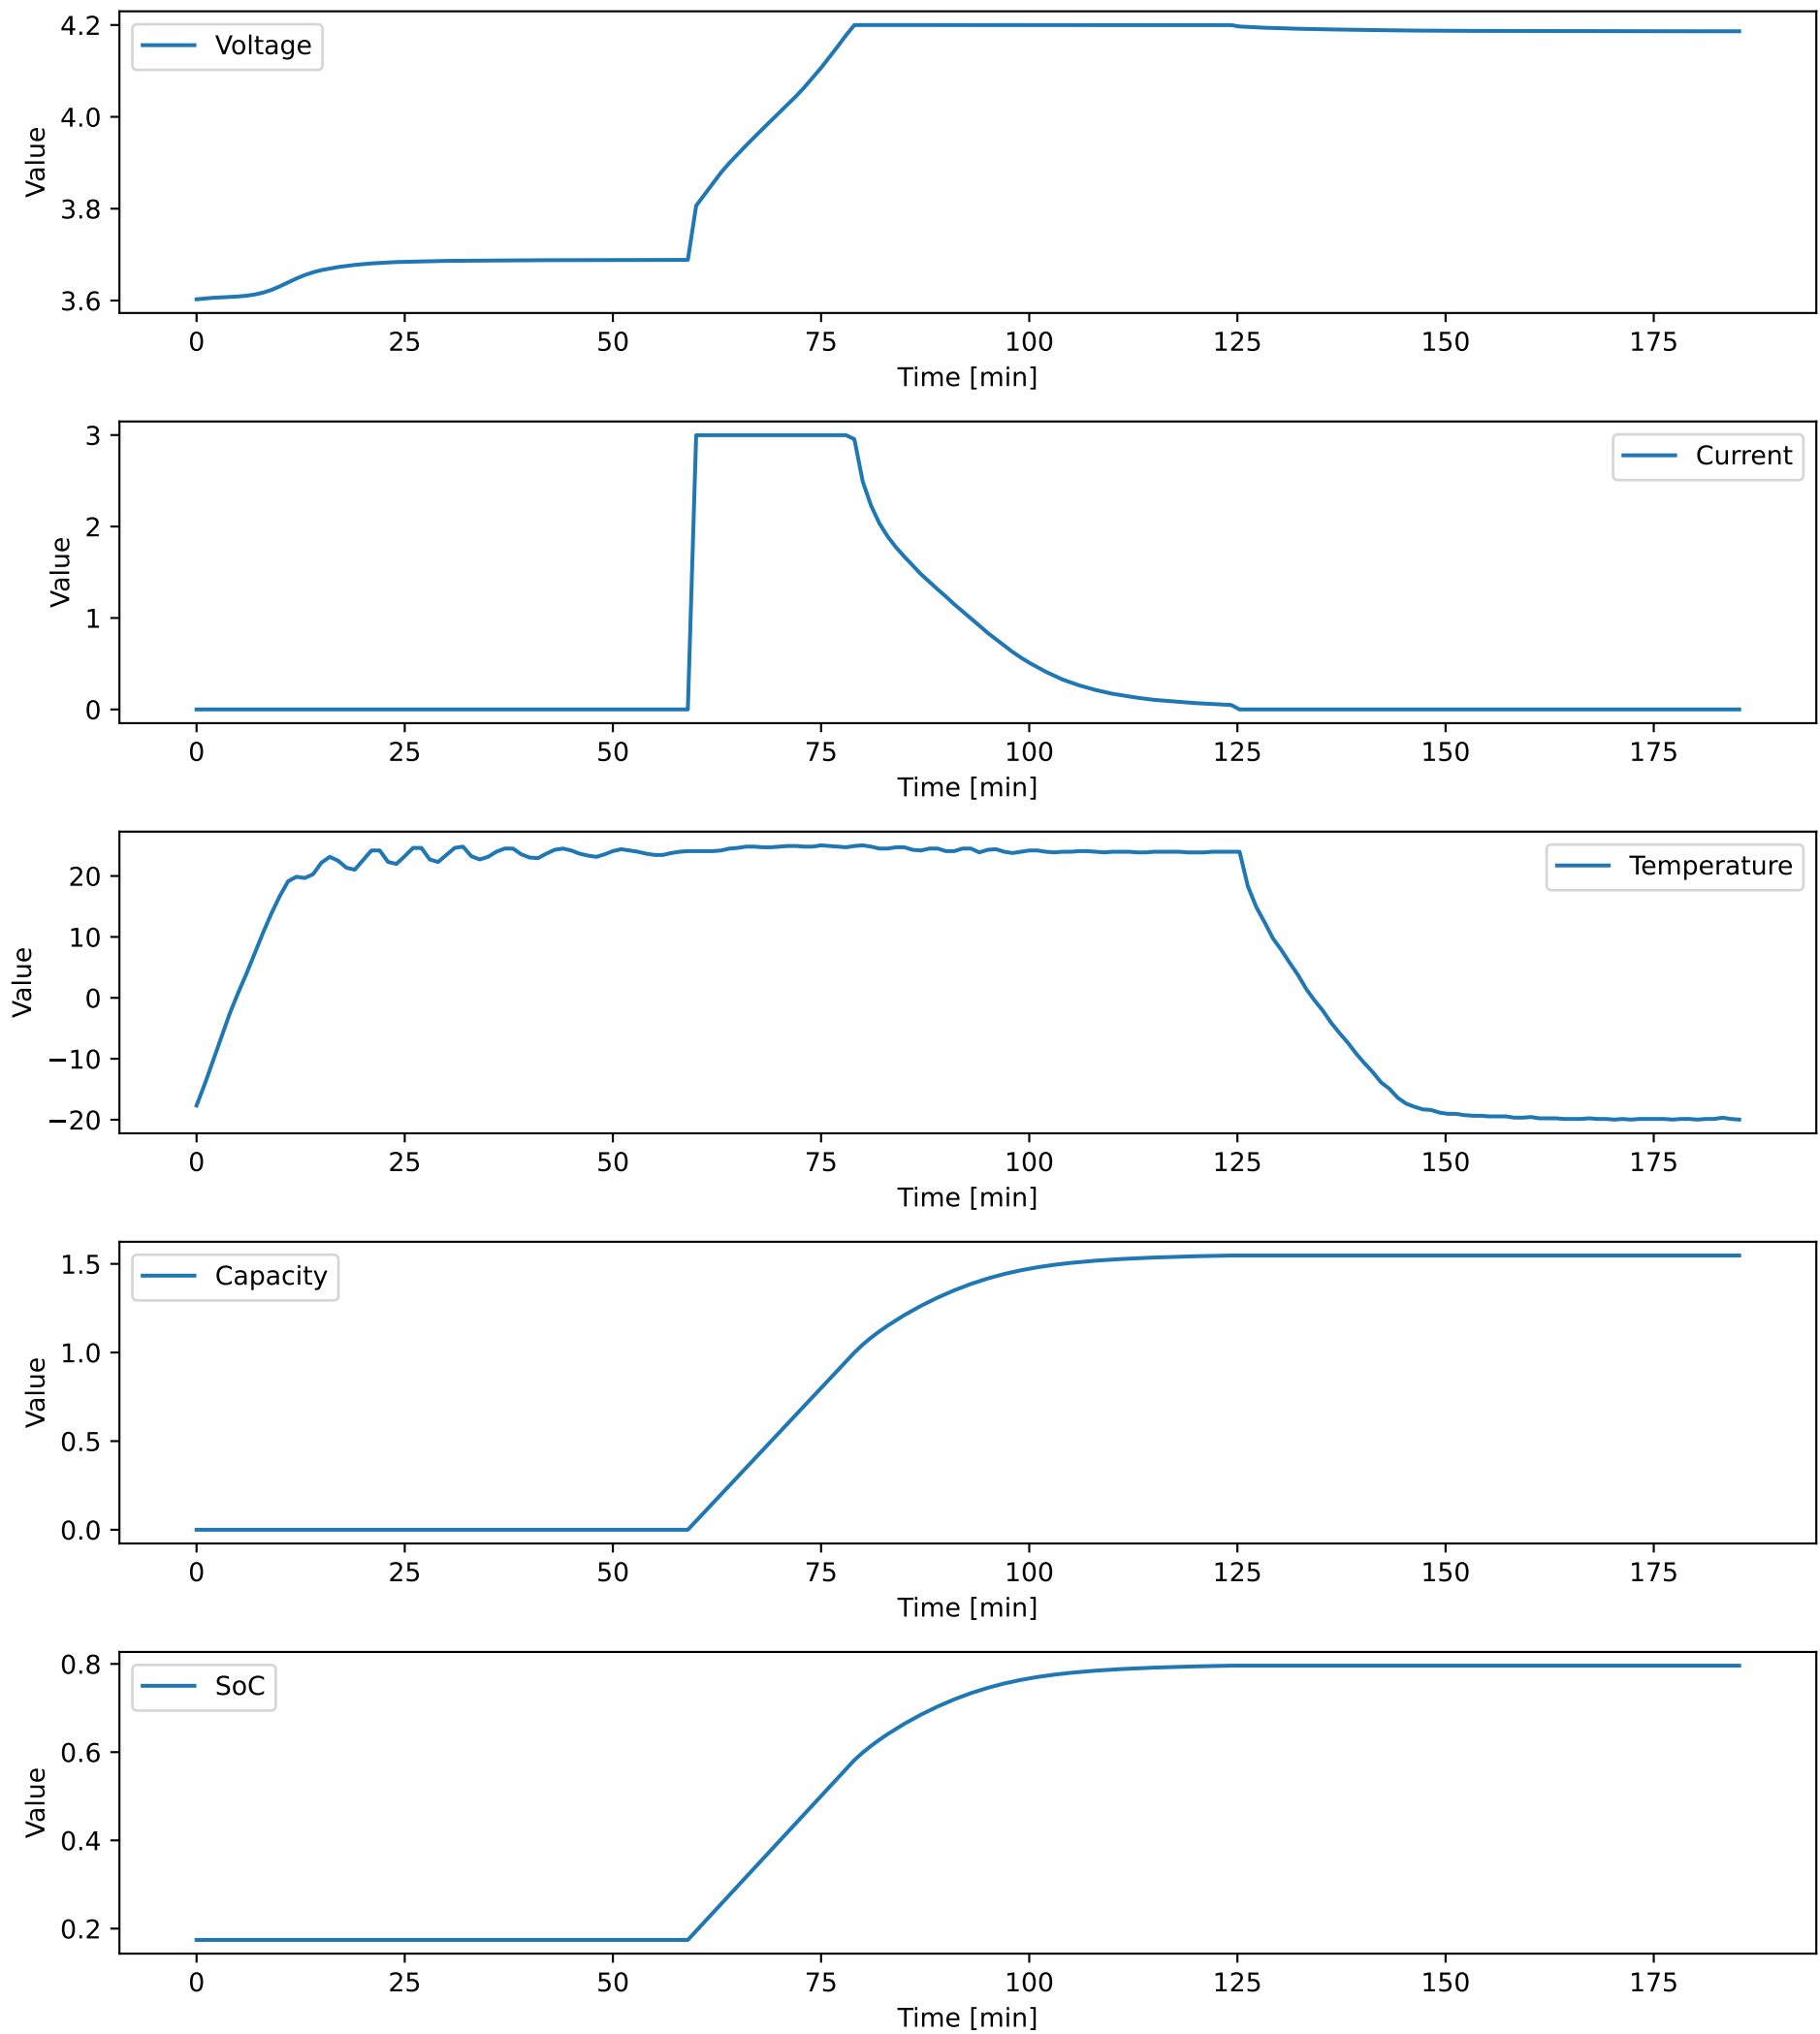 Voltage
Value
4.2
4.0
3.8
3.6
0 25 50 75 100 125 150 175
Time [min]
Current
Value
3
2
1
0
0 25 50 75 100 125 150 175
Time [min]
Temperature
Value
20
10
0
−10
−20
0 25 50 75 100 125 150 175
Time [min]
Capacity
Value
1.5
1.0
0.5
0.0
0 25 50 75 100 125 150 175
Time [min]
SoC
Value
0.8
0.6
0.4
0.2
0 25 50 75 100 125 150 175
Time [min]